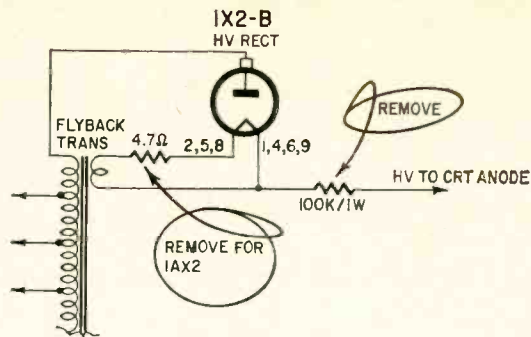 1X2-B
HV RECT
FLYBACK
TRANS
4.7Ω
2,5,8
1,4,6,9
REMOVE
HV TO CRT ANODE
100K/1W
REMOVE FOR
1AX2